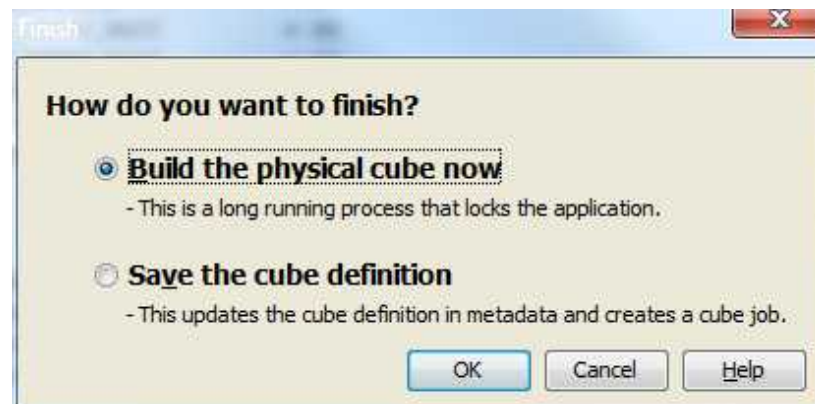 Finish
How do you want to finish?
Build the physical cube now
- This is a long running process that locks the application.
Save the cube definition
- This updates the cube definition in metadata and creates a cube job.
OK Cancel Help